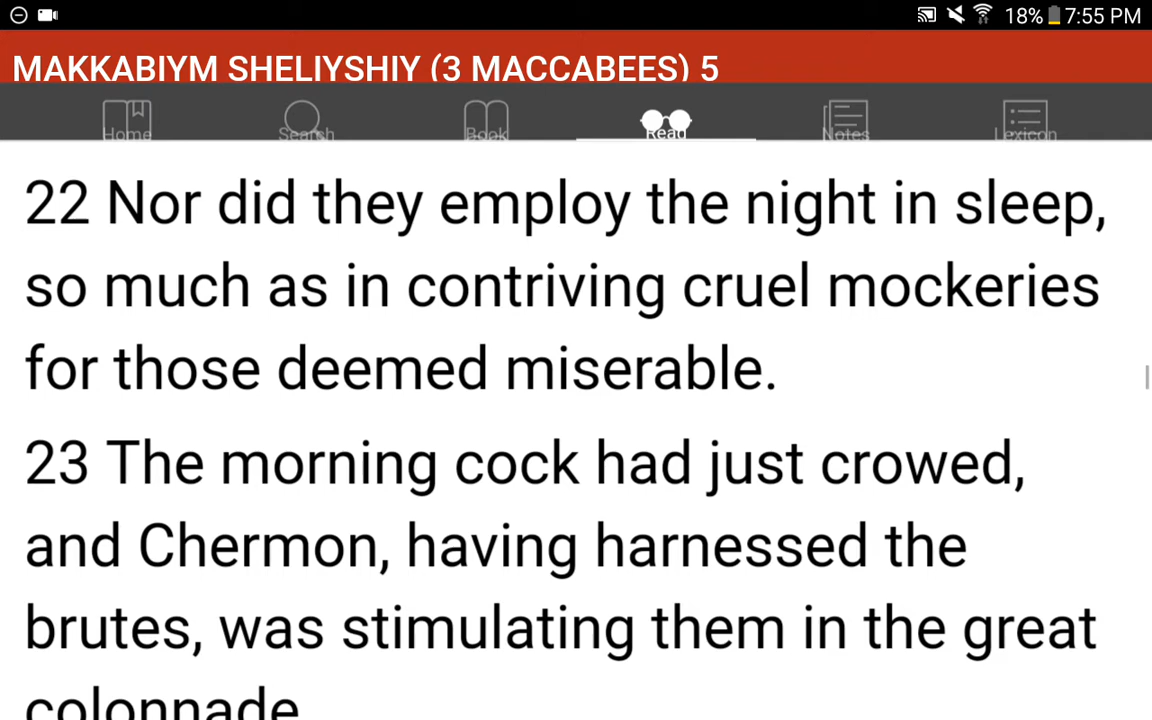 18% 7:55 PM
MAKKABIYM SHELIYSHIY (3 MACCABEES) 5
Home Search Book Read Notes Lexicon
22 Nor did they employ the night in sleep,
so much as in contriving cruel mockeries
for those deemed miserable.
23 The morning cock had just crowed,
and Chermon, having harnessed the
brutes, was stimulating them in the great
colonnade